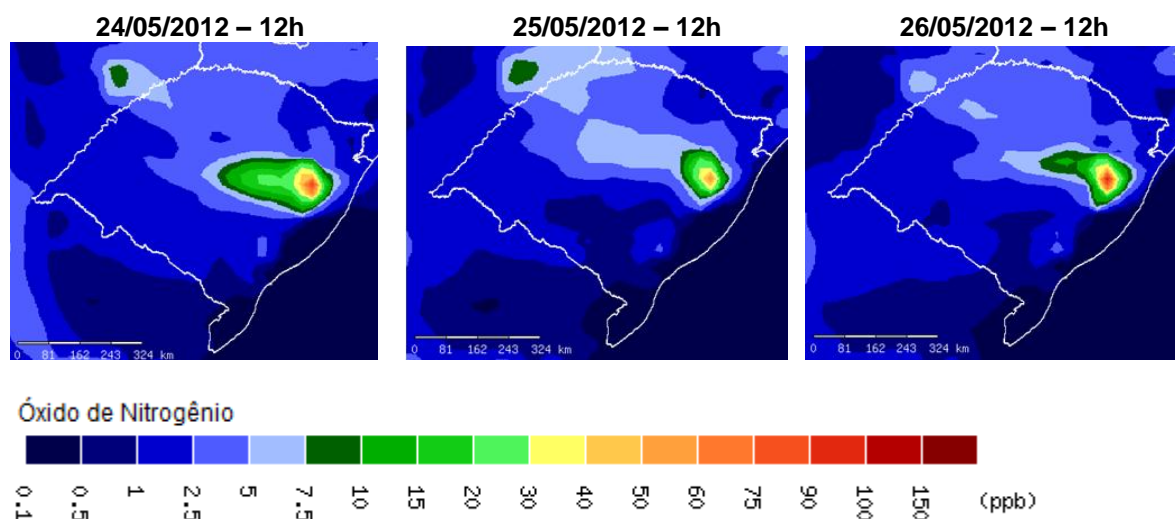 24/05/2012 – 12h
25/05/2012 – 12h
26/05/2012 – 12h
0 81 162 243 324 km
0 81 162 243 324 km
0 81 162 243 324 km
Óxido de Nitrogênio
0.1 0.5 1 2.5 5 7.5 10 15 20 30 40 50 60 75 90 100 150 (ppb)